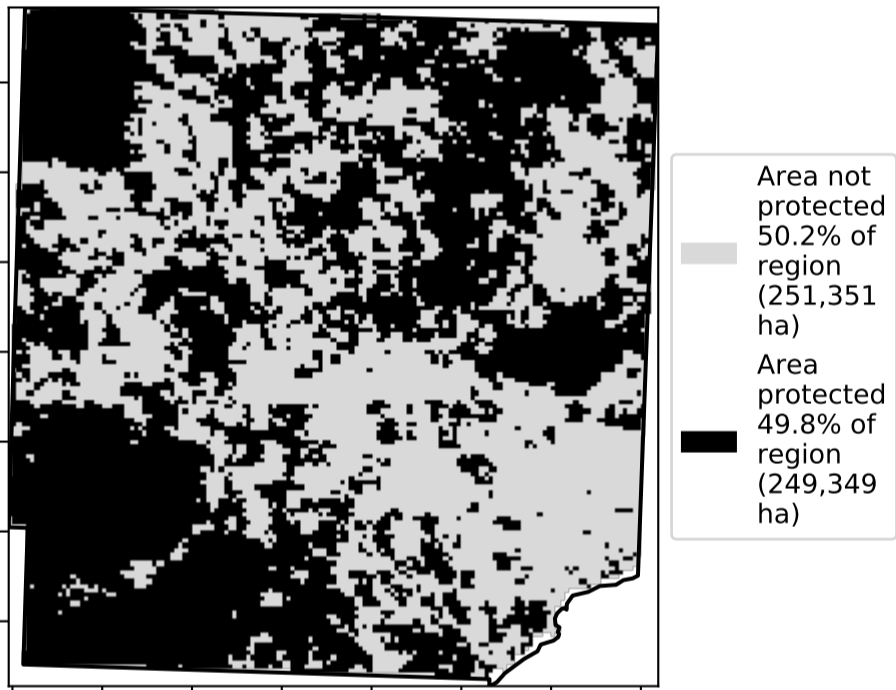 Area not
protected
50.2% of
region
(251,351
ha)
Area
protected
49.8% of
region
(249,349
ha)